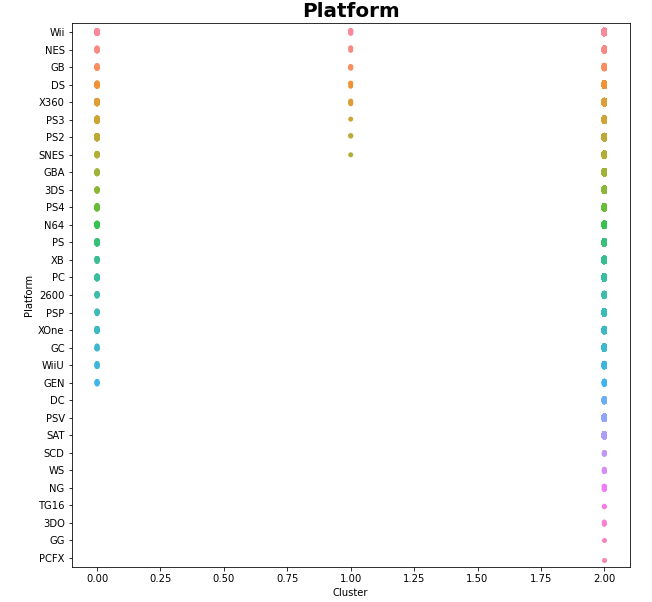 Platform
Wii
NES
GB
DS
X360
PS3
PS2
SNES
GBA
3DS
PS4
N64
PS
XB
PC
2600
PSP
XOne
GC
WiiU
GEN
DC
PSV
SAT
SCD
WS
NG
TG16
3DO
GG
PCFX
Platform
0.00 0.25 0.50 0.75 1.00 1.25 1.50 1.75 2.00
Cluster